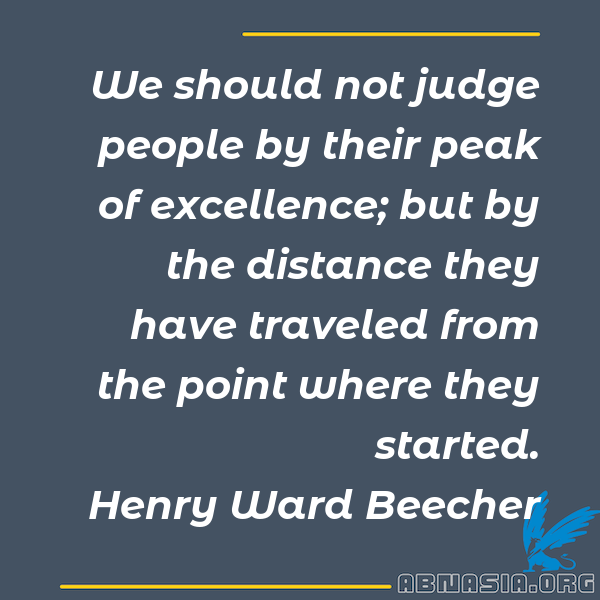 We should not judge
people by their peak
of excellence; but by
the distance they
have traveled from
the point where they
started.
Henry Ward Beecher
ABNASIA.ORG